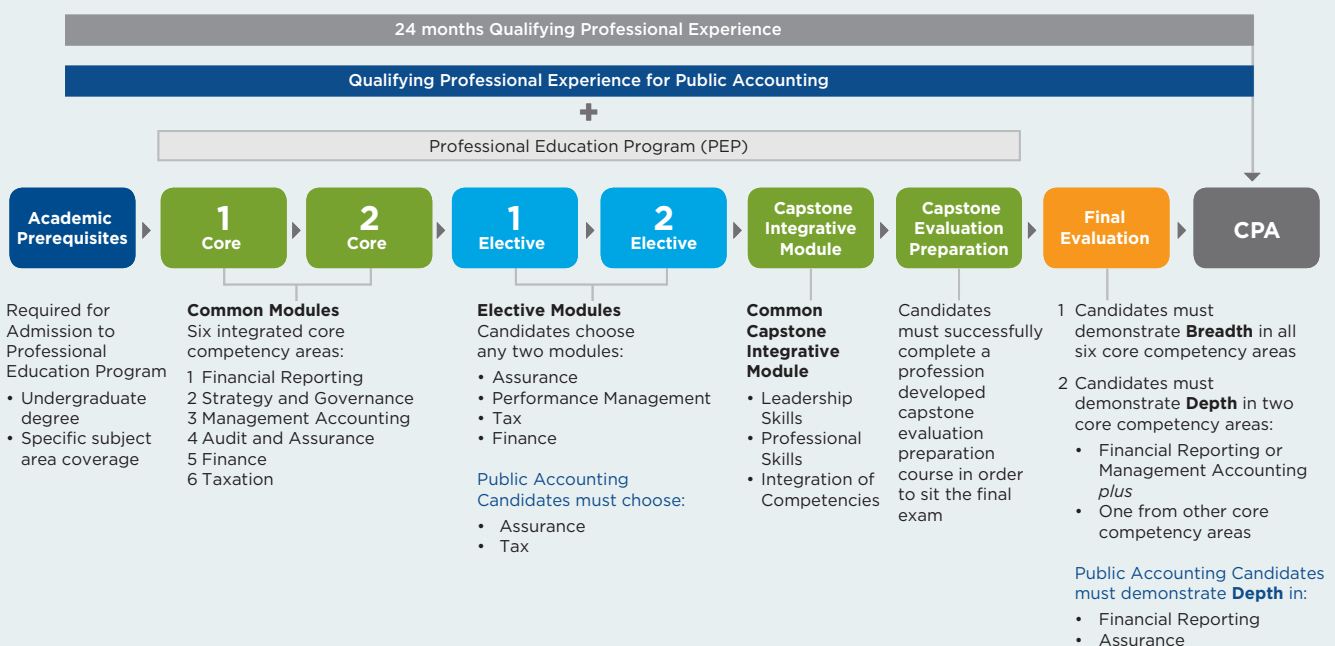 24 months Qualifying Professional Experience
Qualifying Professional Experience for Public Accounting
+
Professional Education Program (PEP)
Academic
Prerequisites
1
Core
2
Core
1
Elective
2
Elective
Capstone
Integrative
Module
Capstone
Evaluation
Preparation
Final
Evaluation
CPA
Required for
Admission to
Professional
Education Program
• Undergraduate
degree
• Specific subject
area coverage
Common Modules
Six integrated core
competency areas:
1 Financial Reporting
2 Strategy and Governance
3 Management Accounting
4 Audit and Assurance
5 Finance
6 Taxation
Elective Modules
Candidates choose
any two modules:
• Assurance
• Performance Management
• Tax
• Finance
Public Accounting
Candidates must choose:
• Assurance
• Tax
Common
Capstone
Integrative
Module
• Leadership
Skills
• Professional
Skills
• Integration of
Competencies
Candidates
must successfully
complete a
profession
developed
capstone
evaluation
preparation
course in order
to sit the final
exam
1 Candidates must
demonstrate Breadth in all
six core competency areas
2 Candidates must
demonstrate Depth in two
core competency areas:
• Financial Reporting or
Management Accounting
plus
• One from other core
competency areas
Public Accounting Candidates
must demonstrate Depth in:
• Financial Reporting
• Assurance